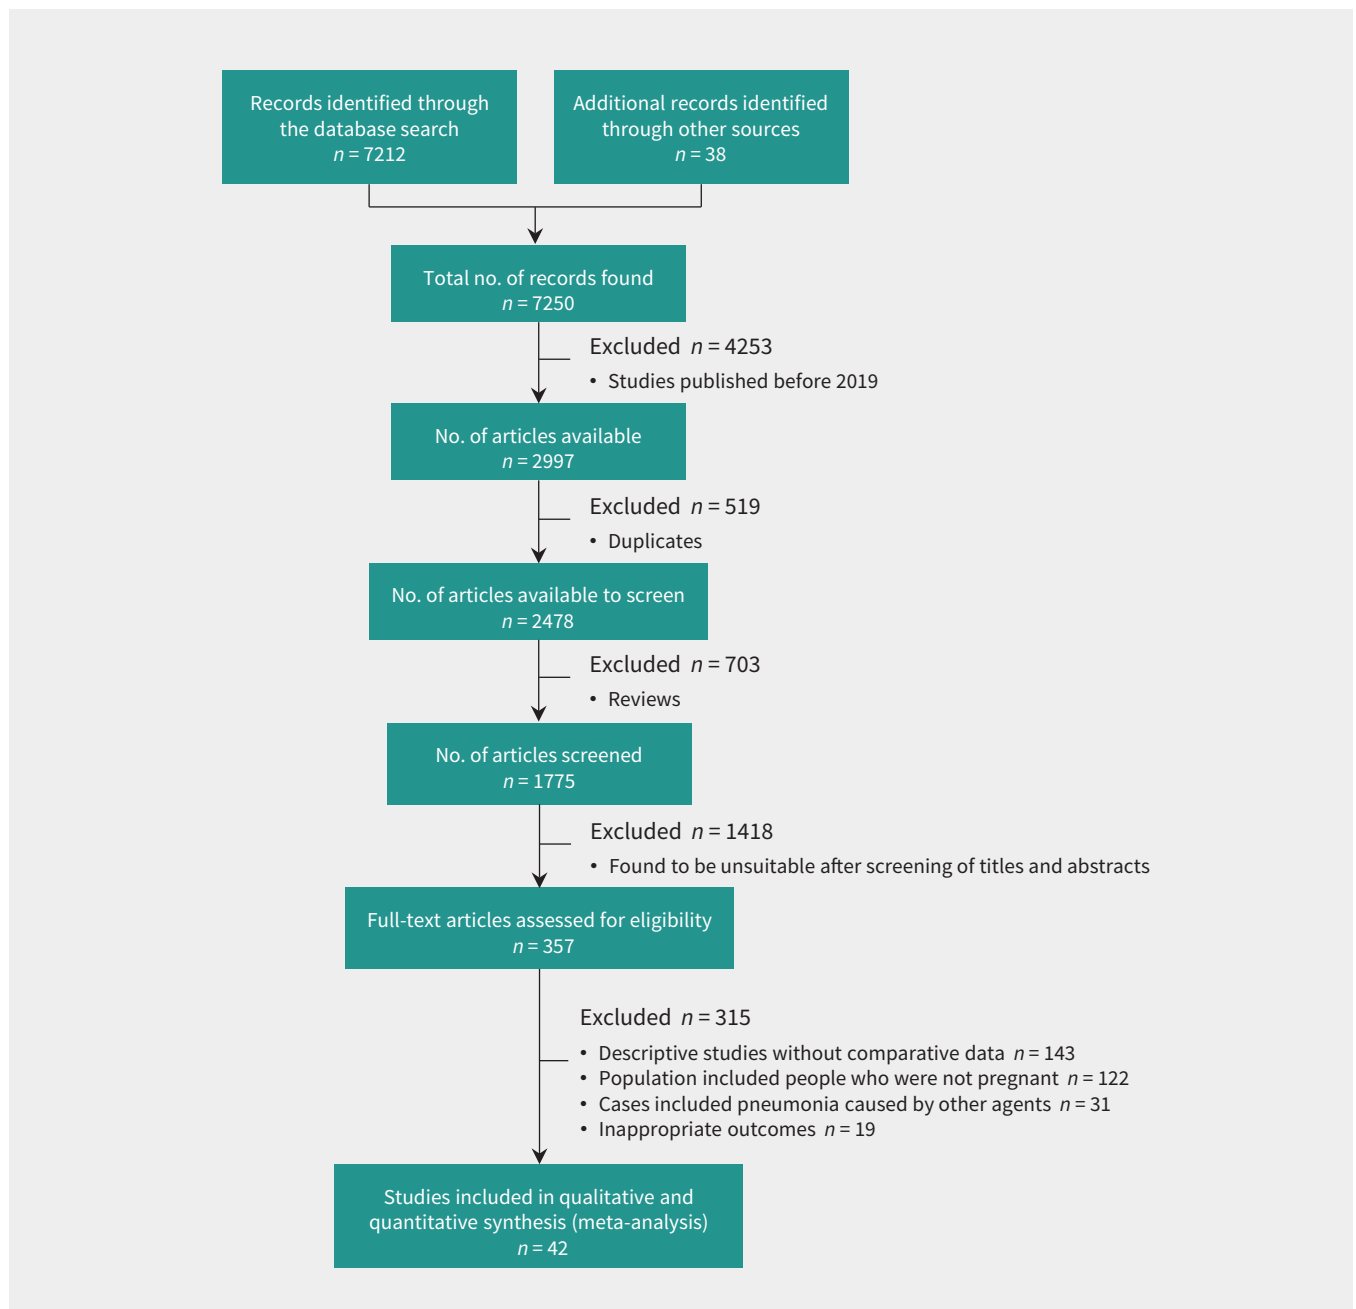 Records identified through
the database search
n = 7212
Additional records identified
through other sources
n = 38
Total no. of records found
n = 7250
Excluded n = 4253
• Studies published before 2019
No. of articles available
n = 2997
Excluded n = 519
• Duplicates
No. of articles available to screen
n = 2478
Excluded n = 703
• Reviews
No. of articles screened
n = 1775
Excluded n = 1418
• Found to be unsuitable after screening of titles and abstracts
Full-text articles assessed for eligibility
n = 357
Excluded n = 315
• Descriptive studies without comparative data n = 143
• Population included people who were not pregnant n = 122
• Cases included pneumonia caused by other agents n = 31
• Inappropriate outcomes n = 19
Studies included in qualitative and
quantitative synthesis (meta-analysis)
n = 42